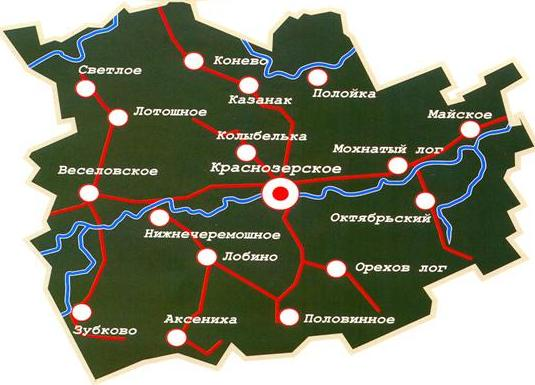 Конево
Светлое
Казанак
Полойка
Лотошное
Майское
Колыбелька
Мохнатый лог
Краснозерское
Веселовское
Октябрьский
Нижнечеремошное
Лобино
Орехов лог
Зубково
Аксениха
Половинное